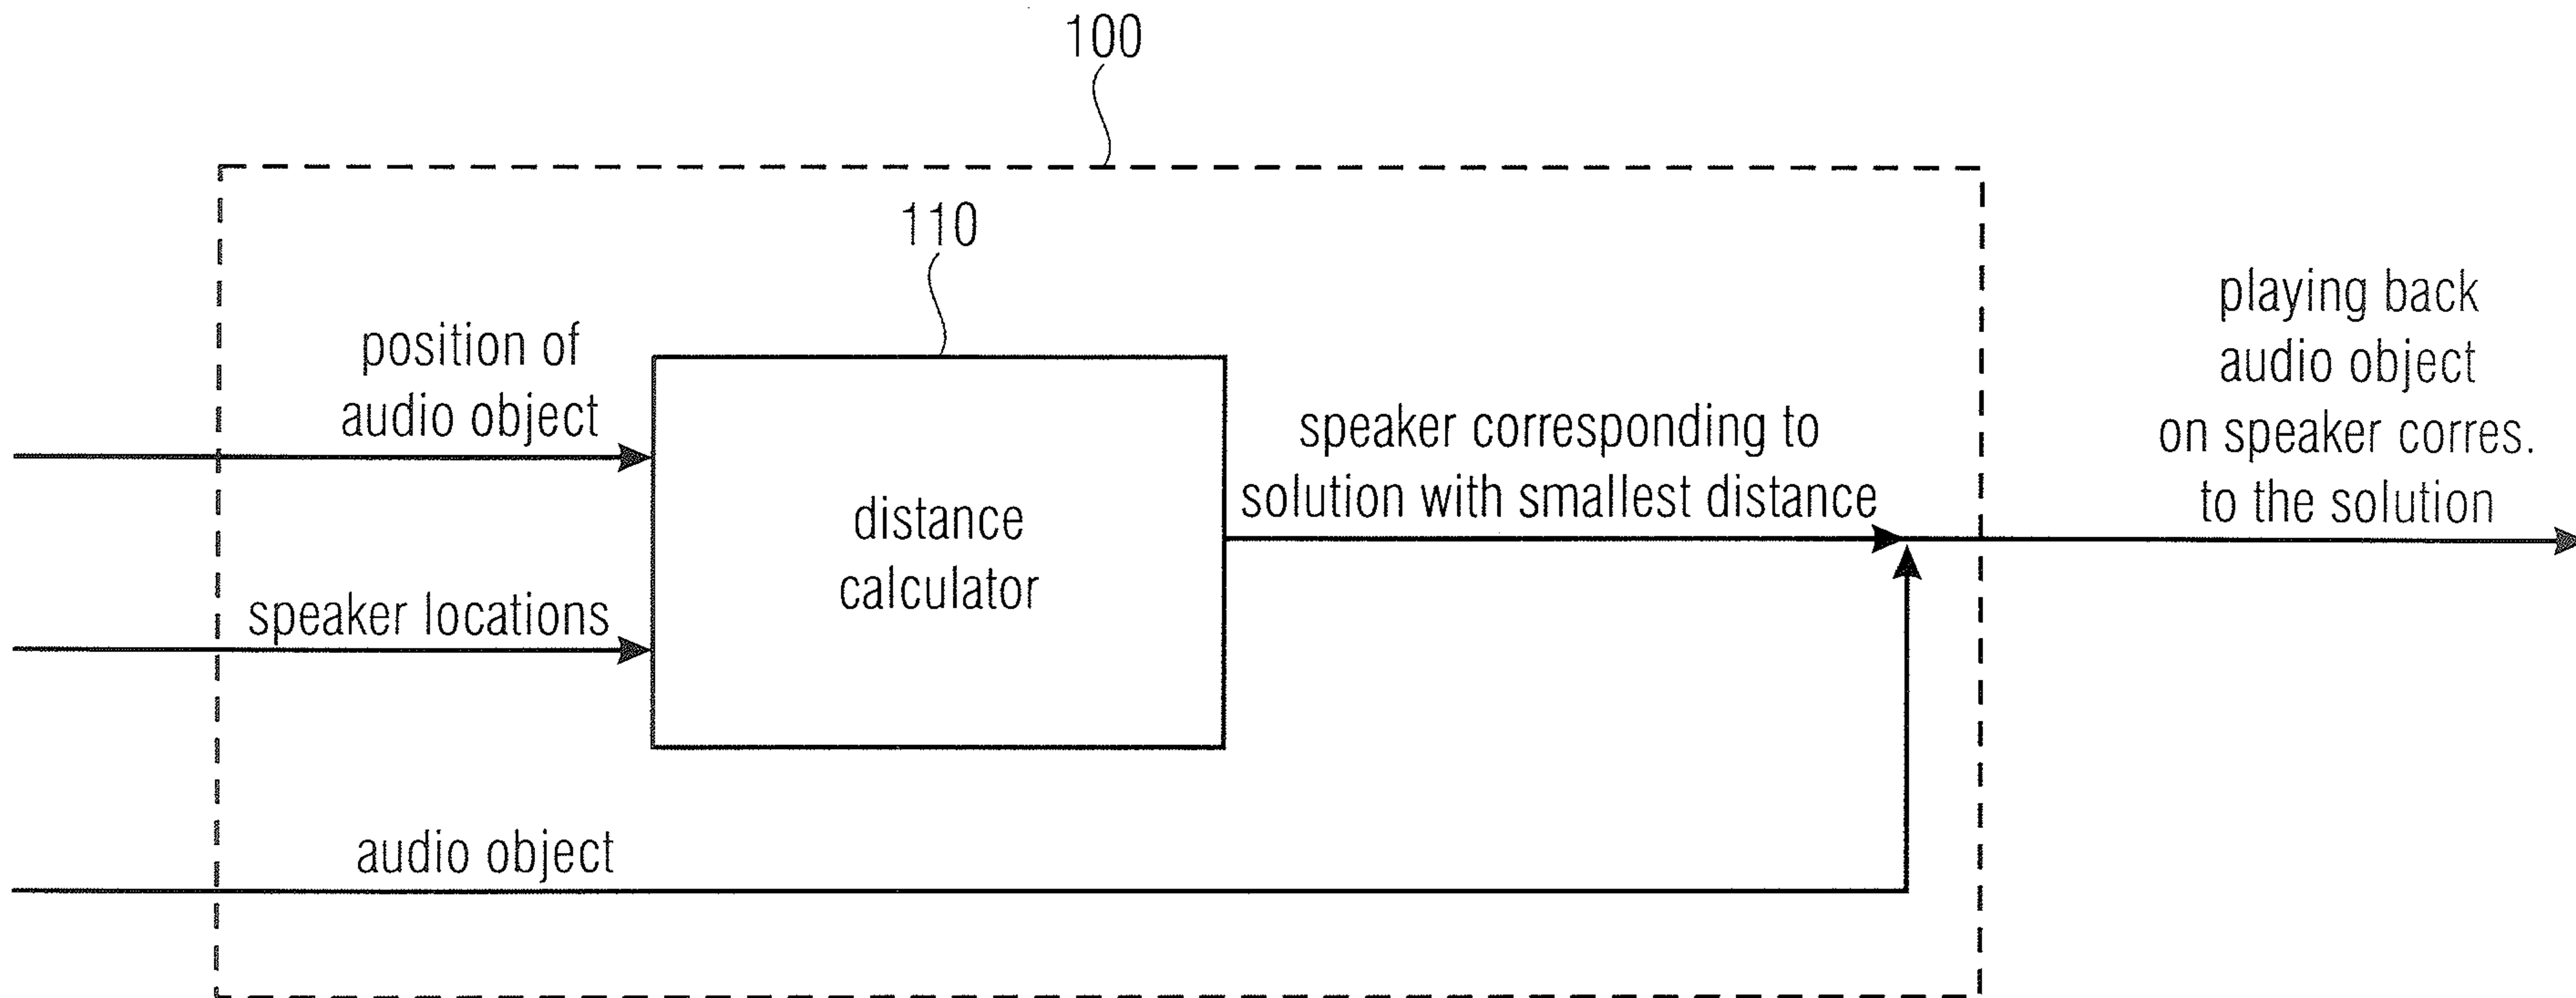 100
110
position of
audio object
speaker locations
audio object
distance
calculator
speaker corresponding to
solution with smallest distance
playing back
audio object
on speaker corres.
to the solution